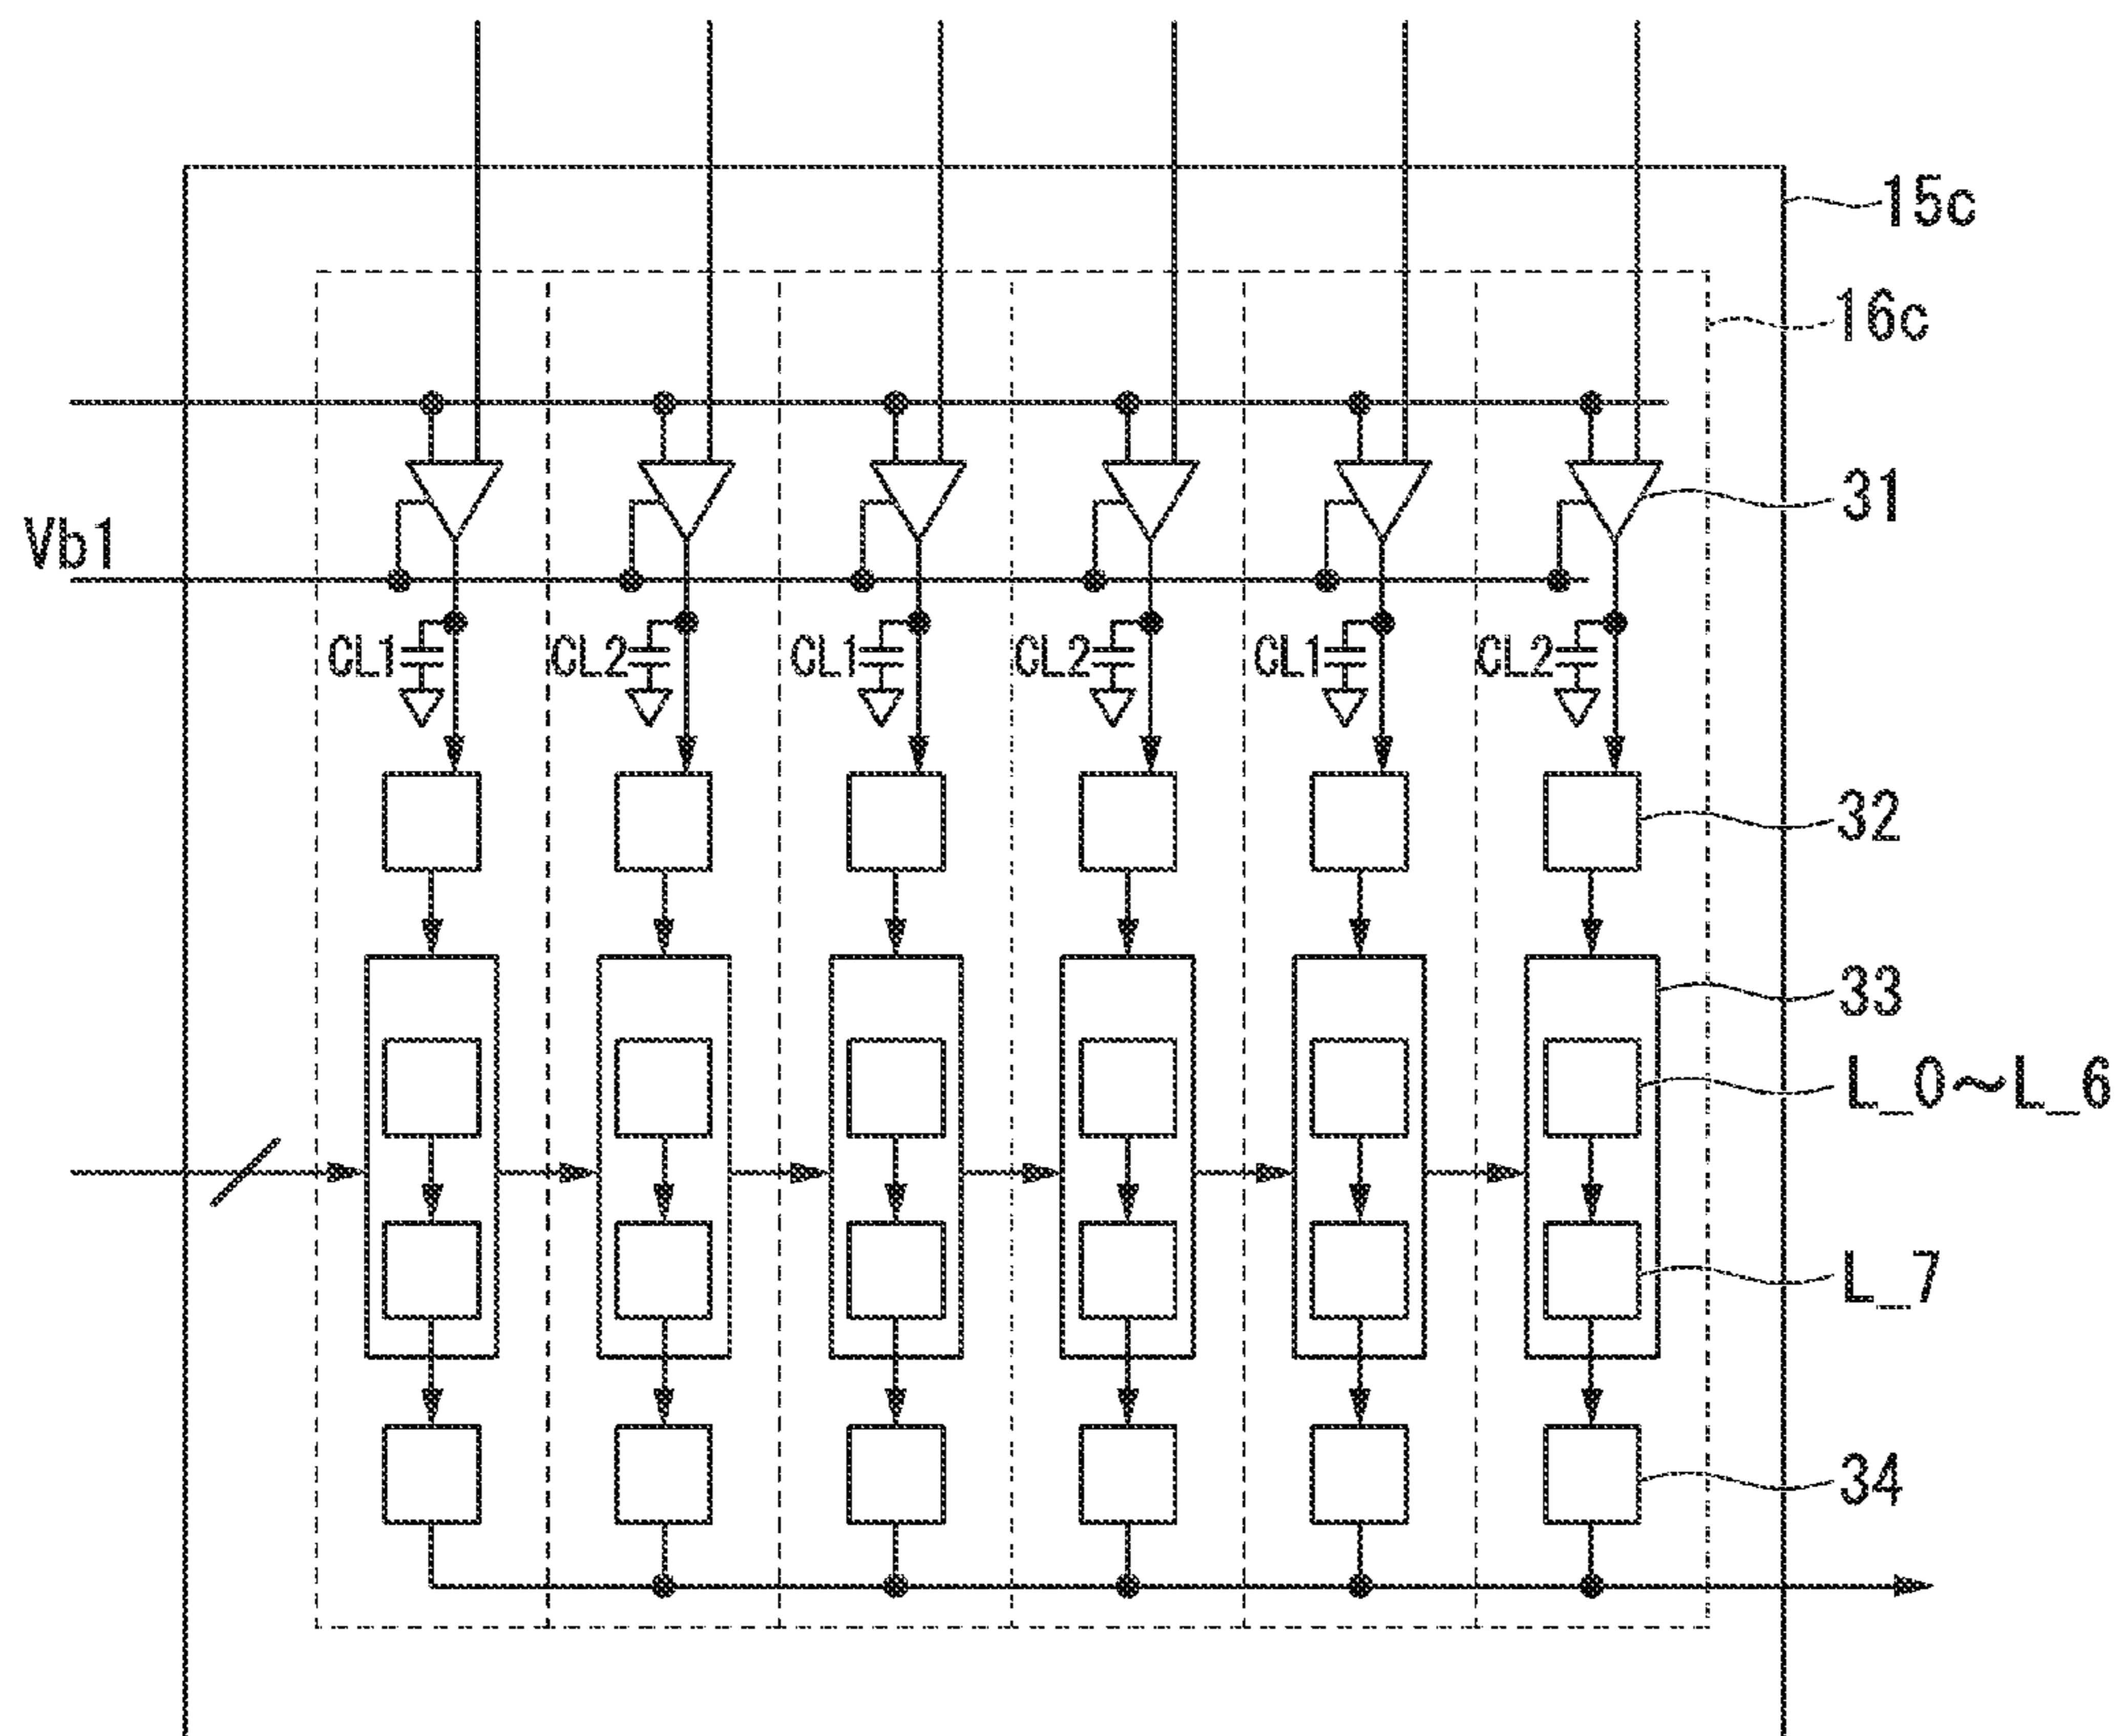 15c
16c
31
Vb1
CL1 CL2 CL1 CL2 CL1 CL2
32
33
L_0～L_6
L_7
34